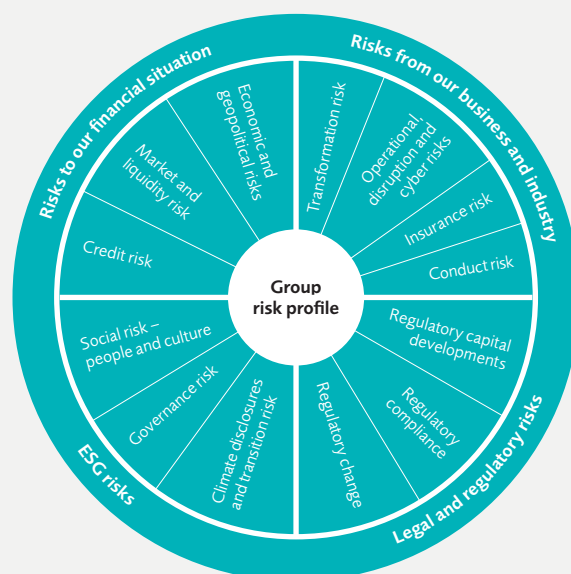 Risks to our financial situation
Economic and
geopolitical risks
Market and
liquidity risk
Credit risk
Risks from our business and industry
Transformation risk
Operational,
disruption and
cyber risks
Insurance risk
Conduct risk
Group
risk profile
Social risk –
people and culture
Governance risk
Climate disclosures
and transition risk
ESG risks
Regulatory capital
developments
Regulatory
compliance
Regulatory change
Legal and regulatory risks